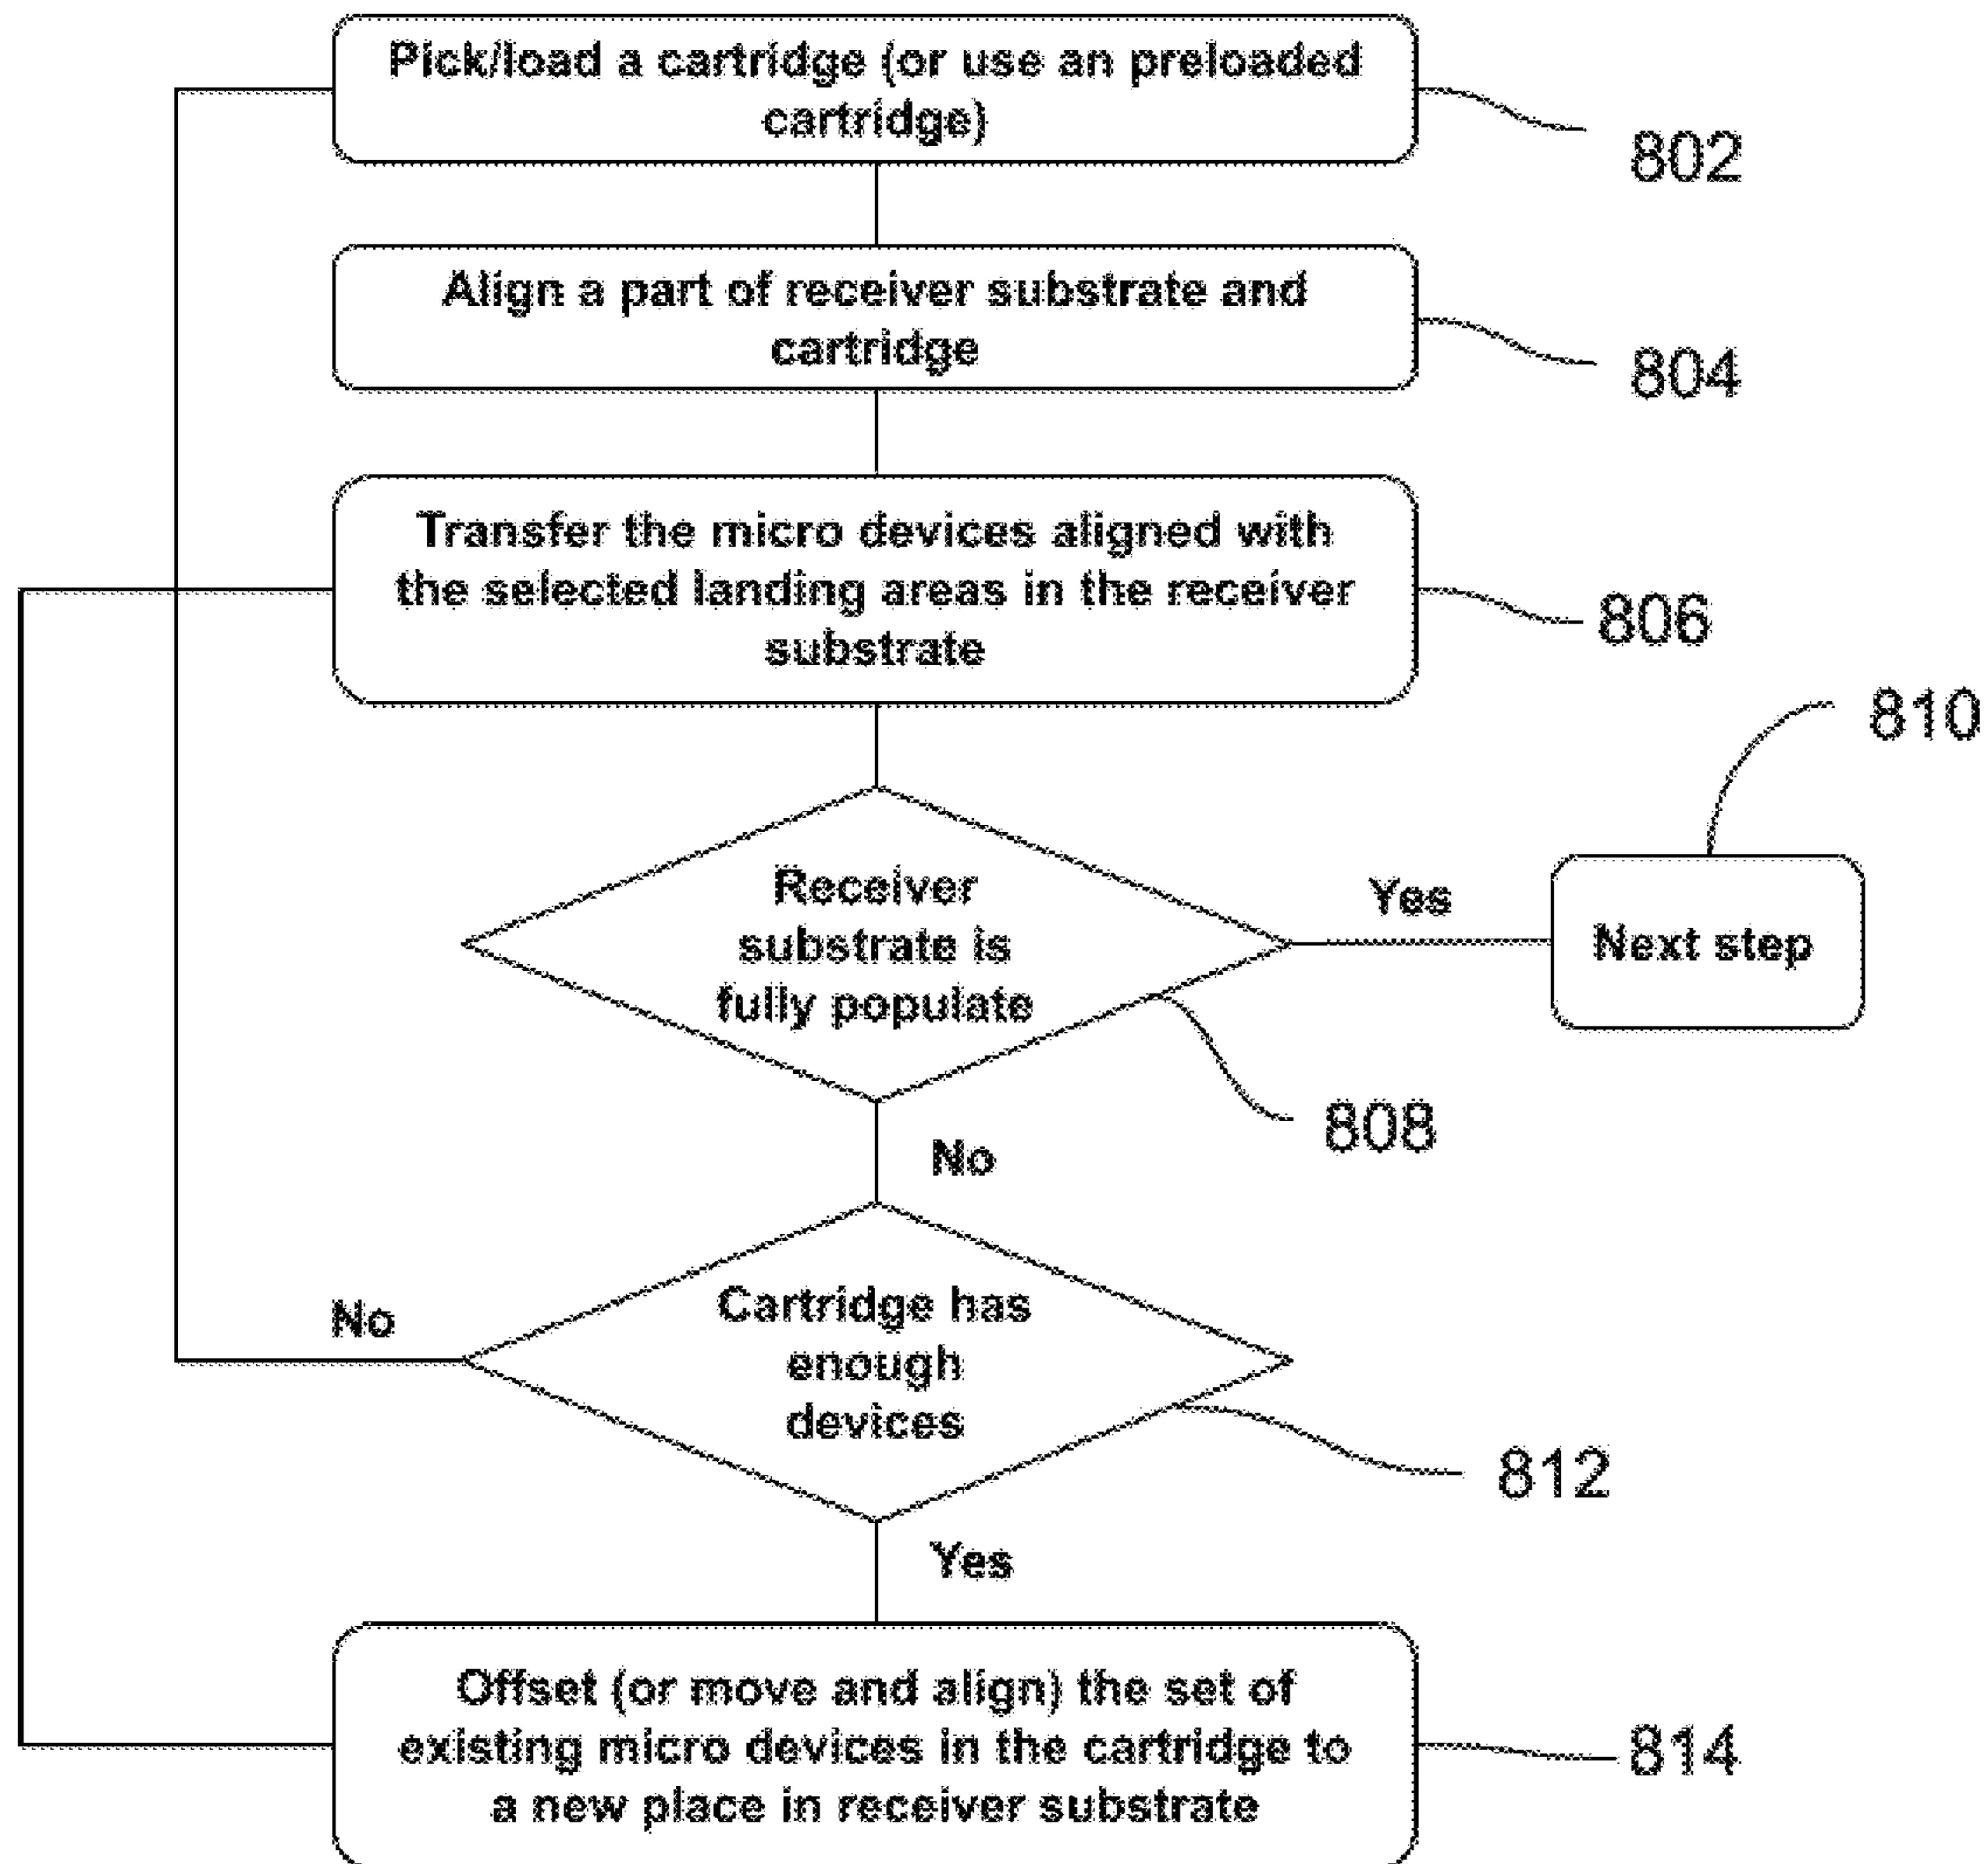 Pick/load a cartridge (or use an preloaded
cartridge)
802
Align a part of receiver substrate and
cartridge
804
Transfer the micro devices aligned with
the selected landing areas in the receiver
substrate
806
810
Receiver
substrate is
fully populate
Yes
Next step
808
No
Cartridge has
enough
devices
No
812
Yes
Offset (or move and align) the set of
existing micro devices in the cartridge to
a new place in receiver substrate
814